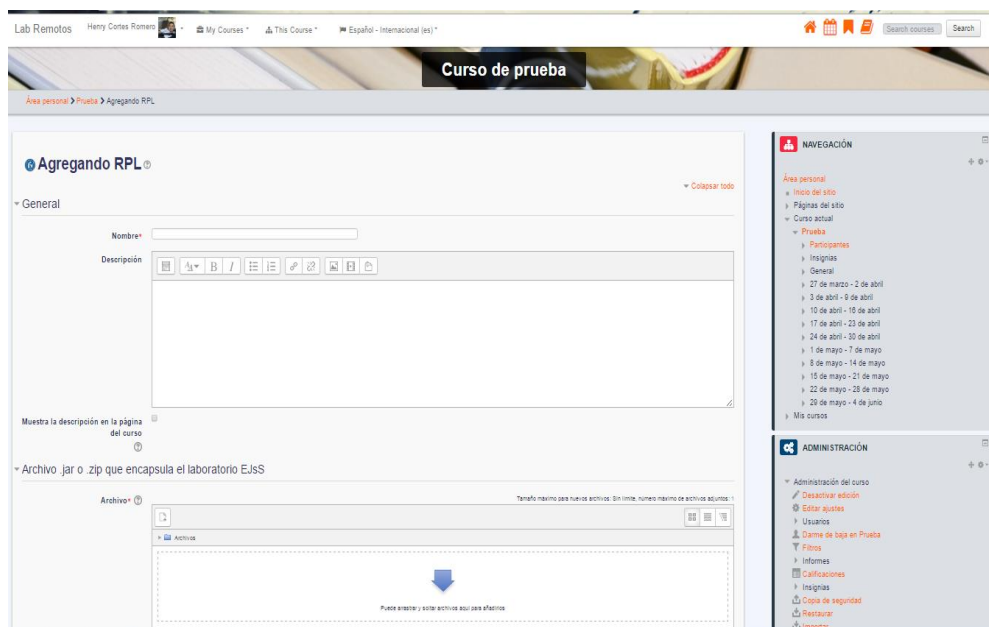 Lab Remotos Henry Cortes Romero My Courses This Course Español - Internacional (es) Search courses Search
Curso de prueba
Área personal > Prueba > Agregando RPL
Agregando RPL
Colapsar todo
General
Nombre*
Descripción
Muestra la descripción en la página
del curso
Archivo .jar o .zip que encapsula el laboratorio EJsS
Archivo*
Tamaño máximo para nuevos archivos: Sin límite, número máximo de archivos adjuntos: 1
Archivos
Puede arrastrar y soltar archivos aquí para añadirlos
NAVEGACIÓN
Área personal
Inicio del sitio
Páginas del sitio
Curso actual
Prueba
Participantes
Insignias
General
27 de marzo - 2 de abril
3 de abril - 9 de abril
10 de abril - 16 de abril
17 de abril - 23 de abril
24 de abril - 30 de abril
1 de mayo - 7 de mayo
8 de mayo - 14 de mayo
15 de mayo - 21 de mayo
22 de mayo - 28 de mayo
29 de mayo - 4 de junio
Mis cursos
ADMINISTRACIÓN
Administración del curso
Desactivar edición
Editar ajustes
Usuarios
Darme de baja en Prueba
Filtros
Informes
Calificaciones
Insignias
Copia de seguridad
Restaurar
Importar